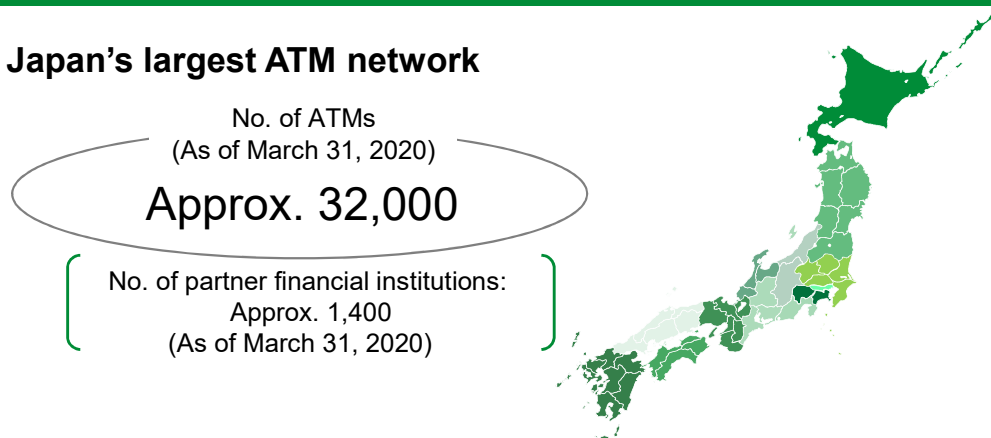 Japan’s largest ATM network
No. of ATMs
(As of March 31, 2020)
Approx. 32,000
No. of partner financial institutions:
Approx. 1,400
(As of March 31, 2020)